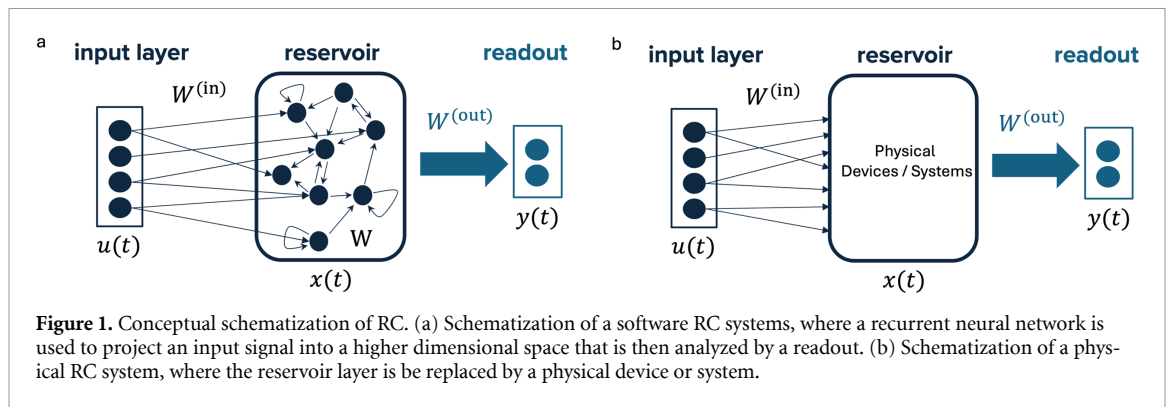 a
input layer
reservoir
readout
W^(in)
W^(out)
W
u(t)
x(t)
y(t)
b
input layer
reservoir
readout
W^(in)
W^(out)
Physical
Devices / Systems
u(t)
x(t)
y(t)
Figure 1. Conceptual schematization of RC. (a) Schematization of a software RC systems, where a recurrent neural network is
used to project an input signal into a higher dimensional space that is then analyzed by a readout. (b) Schematization of a phys-
ical RC system, where the reservoir layer is be replaced by a physical device or system.